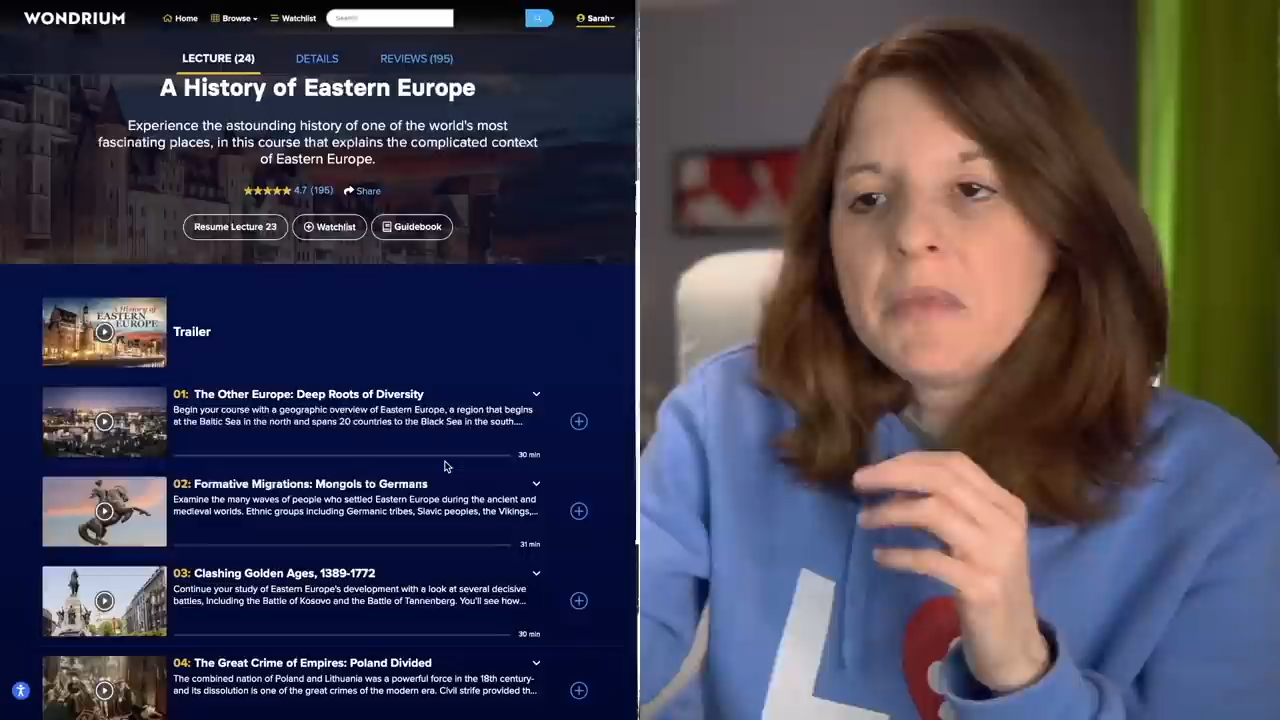 WONDRIUM
Home
Browe
Watchlist
Search
Sarah
LECTURE (24)
DETAILS
REVIEWS (195)
A History of Eastern Europe
Experience the astounding history of one of the world's most
fascinating places, in this course that explains the complicated context
of Eastern Europe.
4.7 (195)
Share
Resume Lecture 23
Watchlist
Guidebook
A History of
EASTERN
EUROPE
Trailer
01: The Other Europe: Deep Roots of Diversity
Begin your course with a geographic overview of Eastern Europe, a region that begins
at the Baltic Sea in the north and spans 20 countries to the Black Sea in the south....
30 min
02: Formative Migrations: Mongols to Germans
Examine the many waves of people who settled Eastern Europe during the ancient and
medieval worlds. Ethnic groups including Germanic tribes, Slavic peoples, the Vikings,...
31 min
03: Clashing Golden Ages, 1389-1772
Continue your study of Eastern Europe's development with a look at several decisive
battles, including the Battle of Kosovo and the Battle of Tannenberg. You'll see how...
30 min
04: The Great Crime of Empires: Poland Divided
The combined nation of Poland and Lithuania was a powerful force in the 18th century-
and its dissolution is one of the great crimes of the modern era. Civil strife provided th...
L